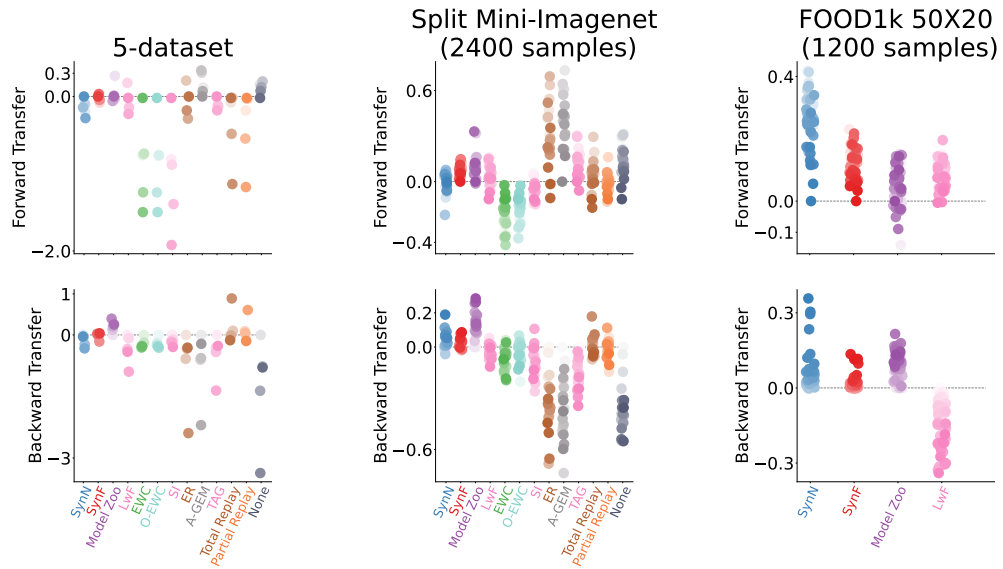 5-dataset
Split Mini-Imagenet
(2400 samples)
FOOD1k 50X20
(1200 samples)
Forward Transfer
0.3
0.0
−2.0
Forward Transfer
0.6
0.0
−0.4
Forward Transfer
0.4
0.0
−0.1
Backward Transfer
1
0
−3
Backward Transfer
0.2
0.0
−0.6
Backward Transfer
0.3
0.0
−0.3
SynN
SynF
Model Zoo
LwF
EWC
O-EWC
SI
ER
A-GEM
TAG
Total Replay
Partial Replay
None
SynN
SynF
Model Zoo
LwF
EWC
O-EWC
SI
ER
A-GEM
TAG
Total Replay
Partial Replay
None
SynN
SynF
Model Zoo
LwF